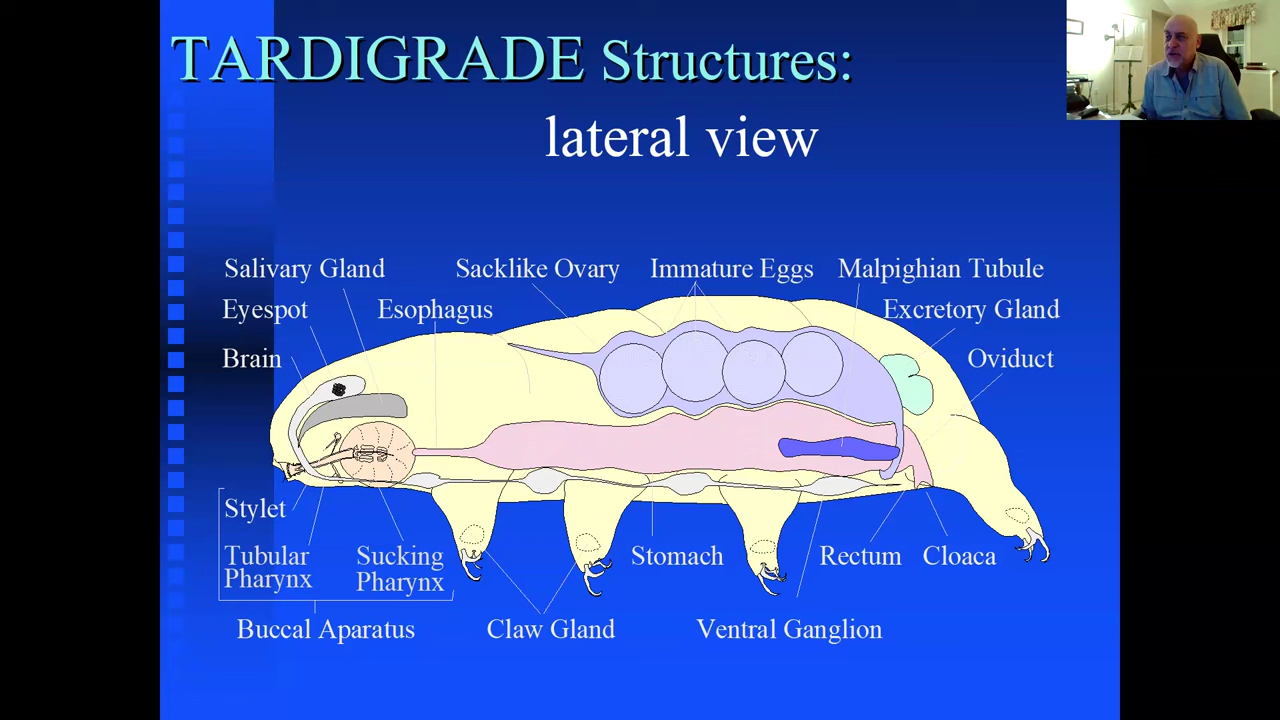 TARDIGRADE Structures:
lateral view
Salivary Gland
Sacklike Ovary
Immature Eggs
Malpighian Tubule
Eyespot
Esophagus
Excretory Gland
Brain
Oviduct
Stylet
Tubular
Pharynx
Sucking
Pharynx
Stomach
Rectum
Cloaca
Buccal Aparatus
Claw Gland
Ventral Ganglion